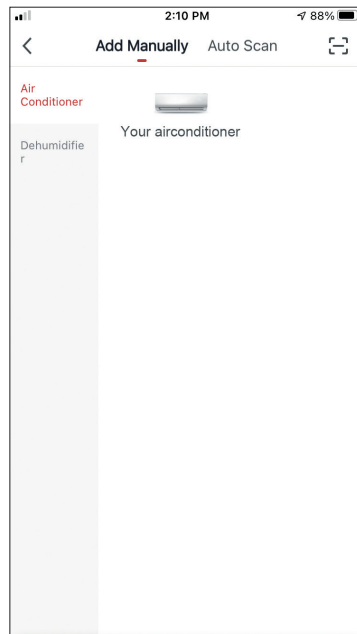 2:10 PM
88%
Add Manually
Auto Scan
Air
Conditioner
Your airconditioner
Dehumidifie
r